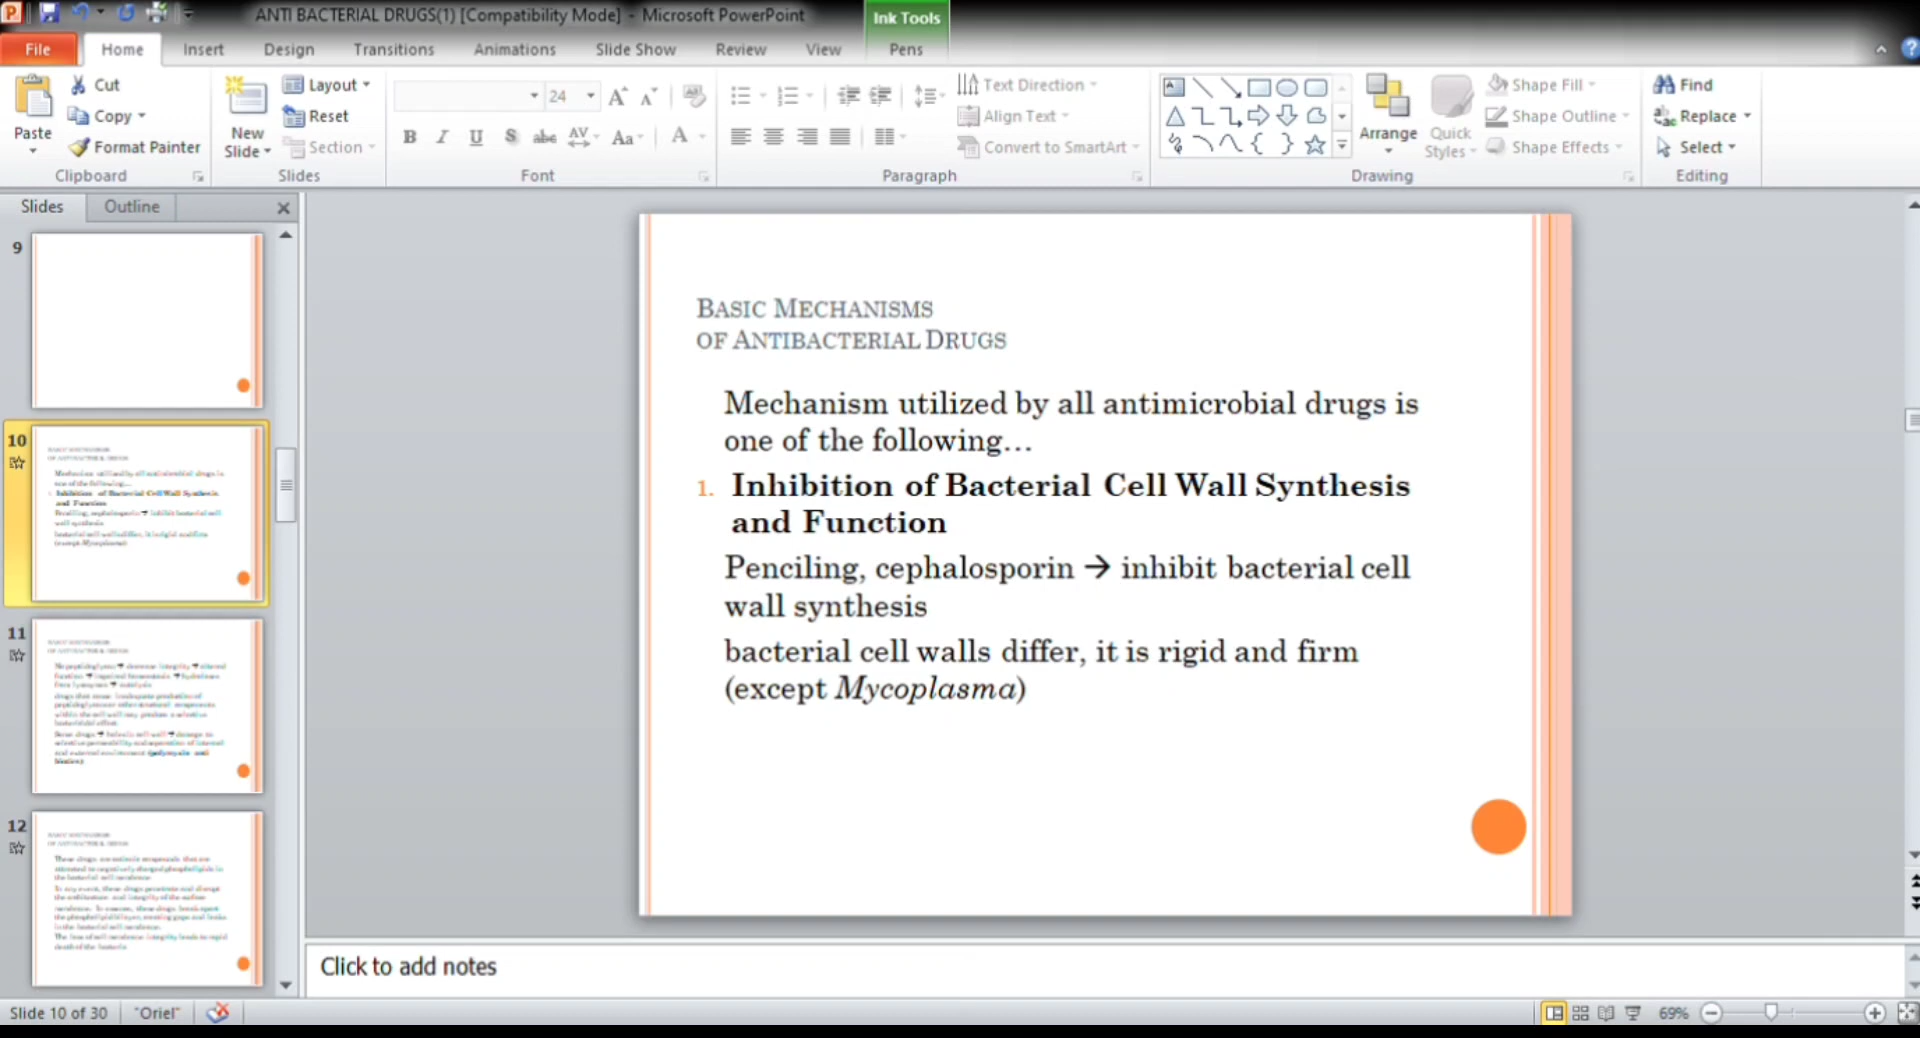 ANTI BACTERIAL DRUGS(1) [Compatibility Mode] - Microsoft PowerPoint
Ink Tools
File Home Insert Design Transitions Animations Slide Show Review View Pens
Paste
Cut
Copy
Format Painter
Clipboard
New Slide
Layout
Reset
Section
Slides
24
B I U S abc AV Aa A
Font
Text Direction
Align Text
Convert to SmartArt
Paragraph
Arrange
Quick Styles
Shape Fill
Shape Outline
Shape Effects
Drawing
Find
Replace
Select
Editing
Slides Outline
9
10
11
12
BASIC MECHANISMS
OF ANTIBACTERIAL DRUGS
Mechanism utilized by all antimicrobial drugs is
one of the following...
1. Inhibition of Bacterial Cell Wall Synthesis
and Function
Penciling, cephalosporin → inhibit bacterial cell
wall synthesis
bacterial cell walls differ, it is rigid and firm
(except Mycoplasma)
Click to add notes
Slide 10 of 30 "Oriel" 69%